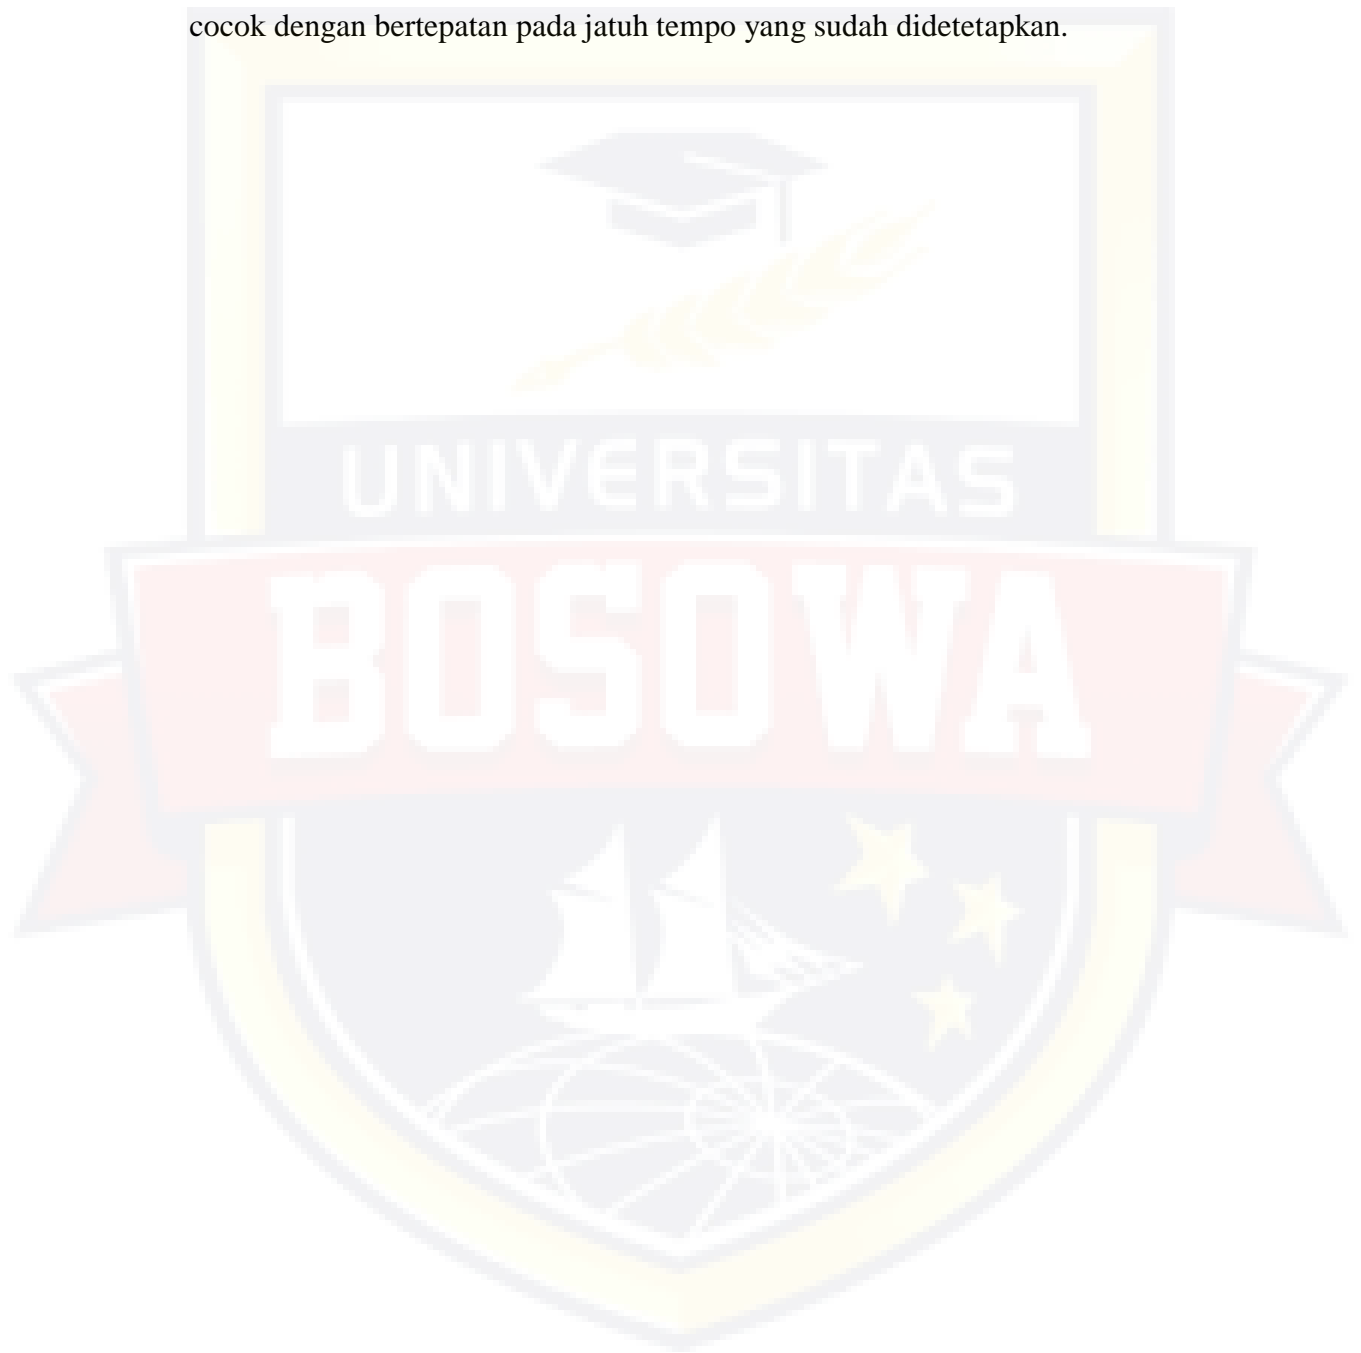 cocok dengan bertepatan pada jatuh tempo yang sudah didetetapkan.
UNIVERSITAS
BOSOWA